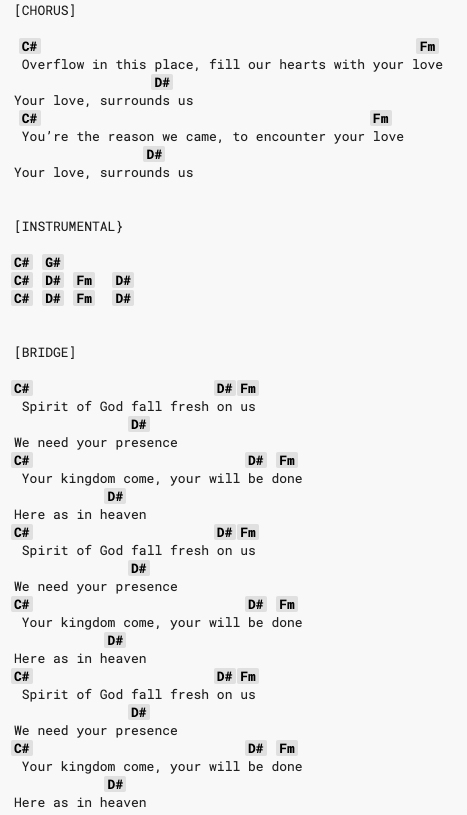 [CHORUS]
C# Fm
Overflow in this place, fill our hearts with your love
D#
Your love, surrounds us
C# Fm
You’re the reason we came, to encounter your love
D#
Your love, surrounds us
[INSTRUMENTAL}
C# G#
C# D# Fm D#
C# D# Fm D#
[BRIDGE]
C# D# Fm
Spirit of God fall fresh on us
D#
We need your presence
C# D# Fm
Your kingdom come, your will be done
D#
Here as in heaven
C# D# Fm
Spirit of God fall fresh on us
D#
We need your presence
C# D# Fm
Your kingdom come, your will be done
D#
Here as in heaven
C# D# Fm
Spirit of God fall fresh on us
D#
We need your presence
C# D# Fm
Your kingdom come, your will be done
D#
Here as in heaven